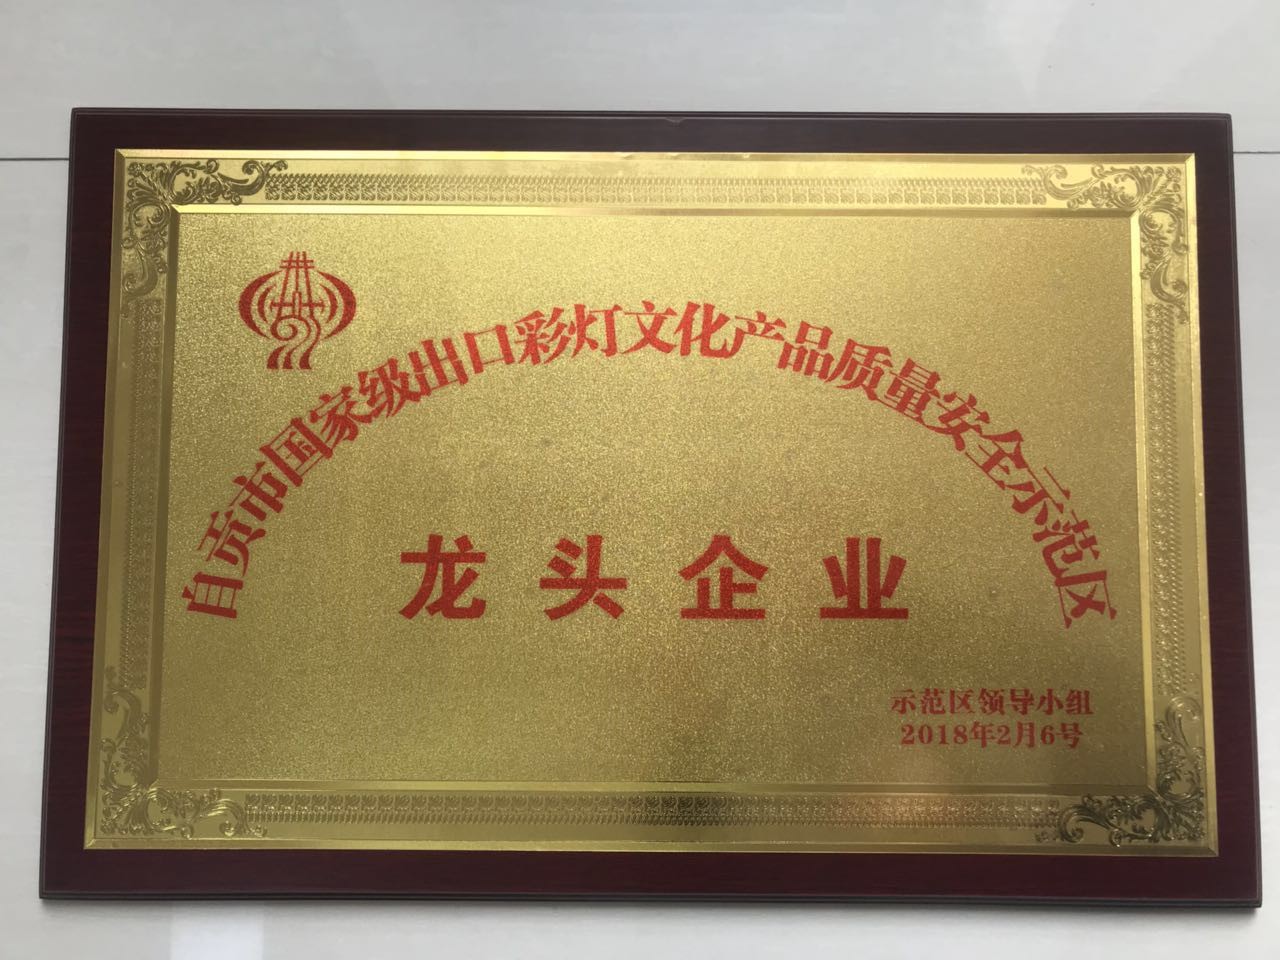 自贡市国家级出口彩灯文化产品质量安全示范区
龙头企业
示范区领导小组
2018年2月6号